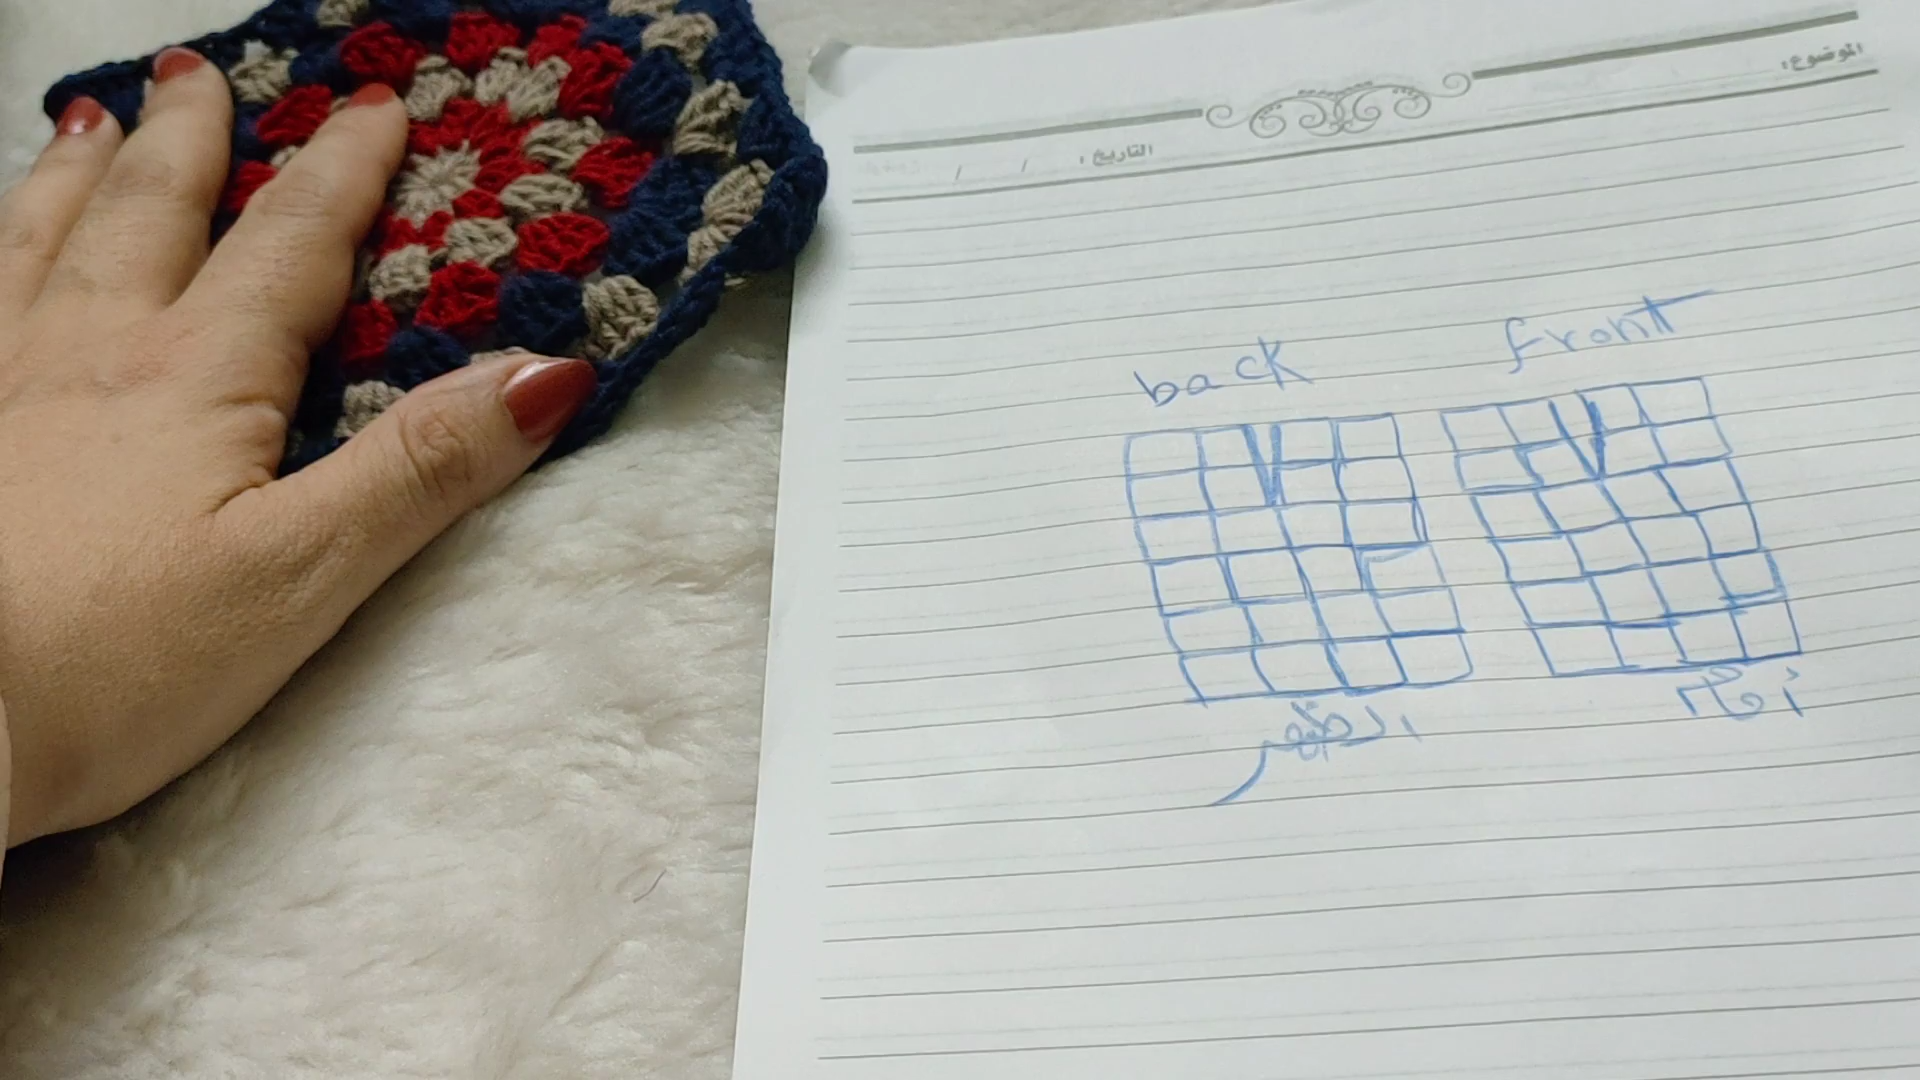 الموضوع:
التاريخ: / /
back
front
الظهر
أمام